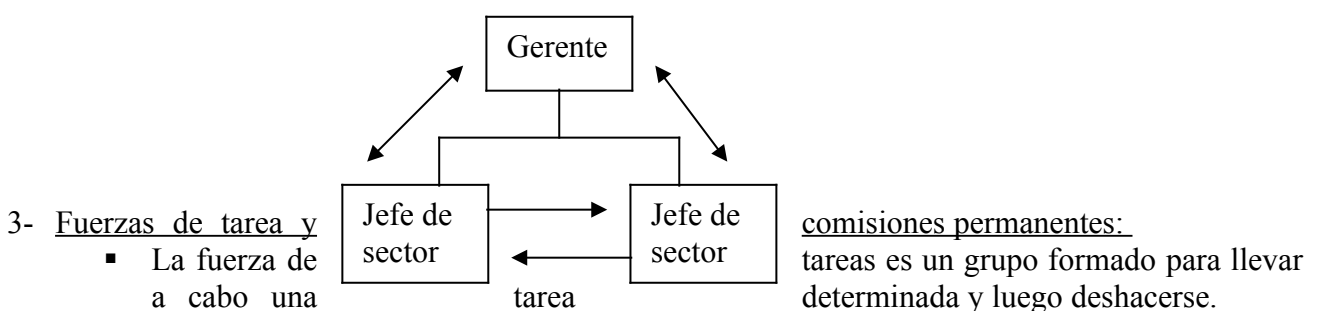 Gerente
3- Fuerzas de tarea y Jefe de Jefe de comisiones permanentes:
▪ La fuerza de sector sector tareas es un grupo formado para llevar
a cabo una tarea determinada y luego deshacerse.